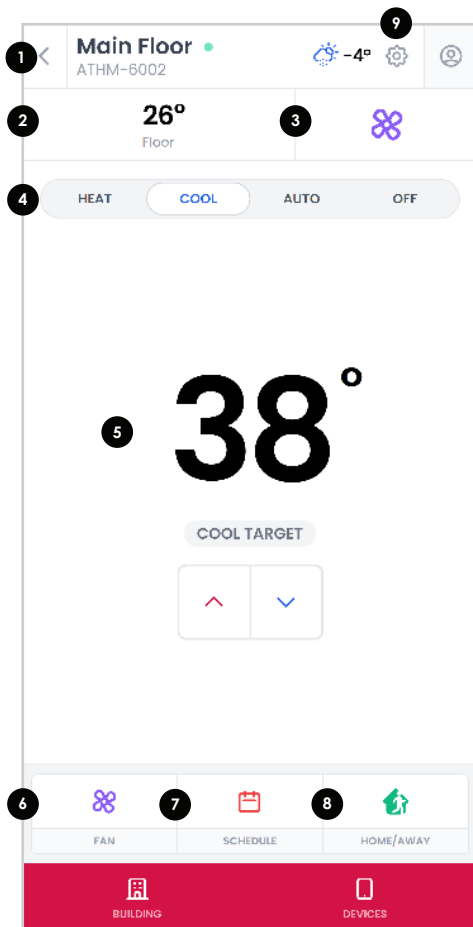 9
1
Main Floor
-4°
ATHM-6002
2
26°
3
Floor
4
HEAT COOL AUTO OFF
5
38°
COOL TARGET
6
7
8
FAN SCHEDULE HOME/AWAY
BUILDING DEVICES